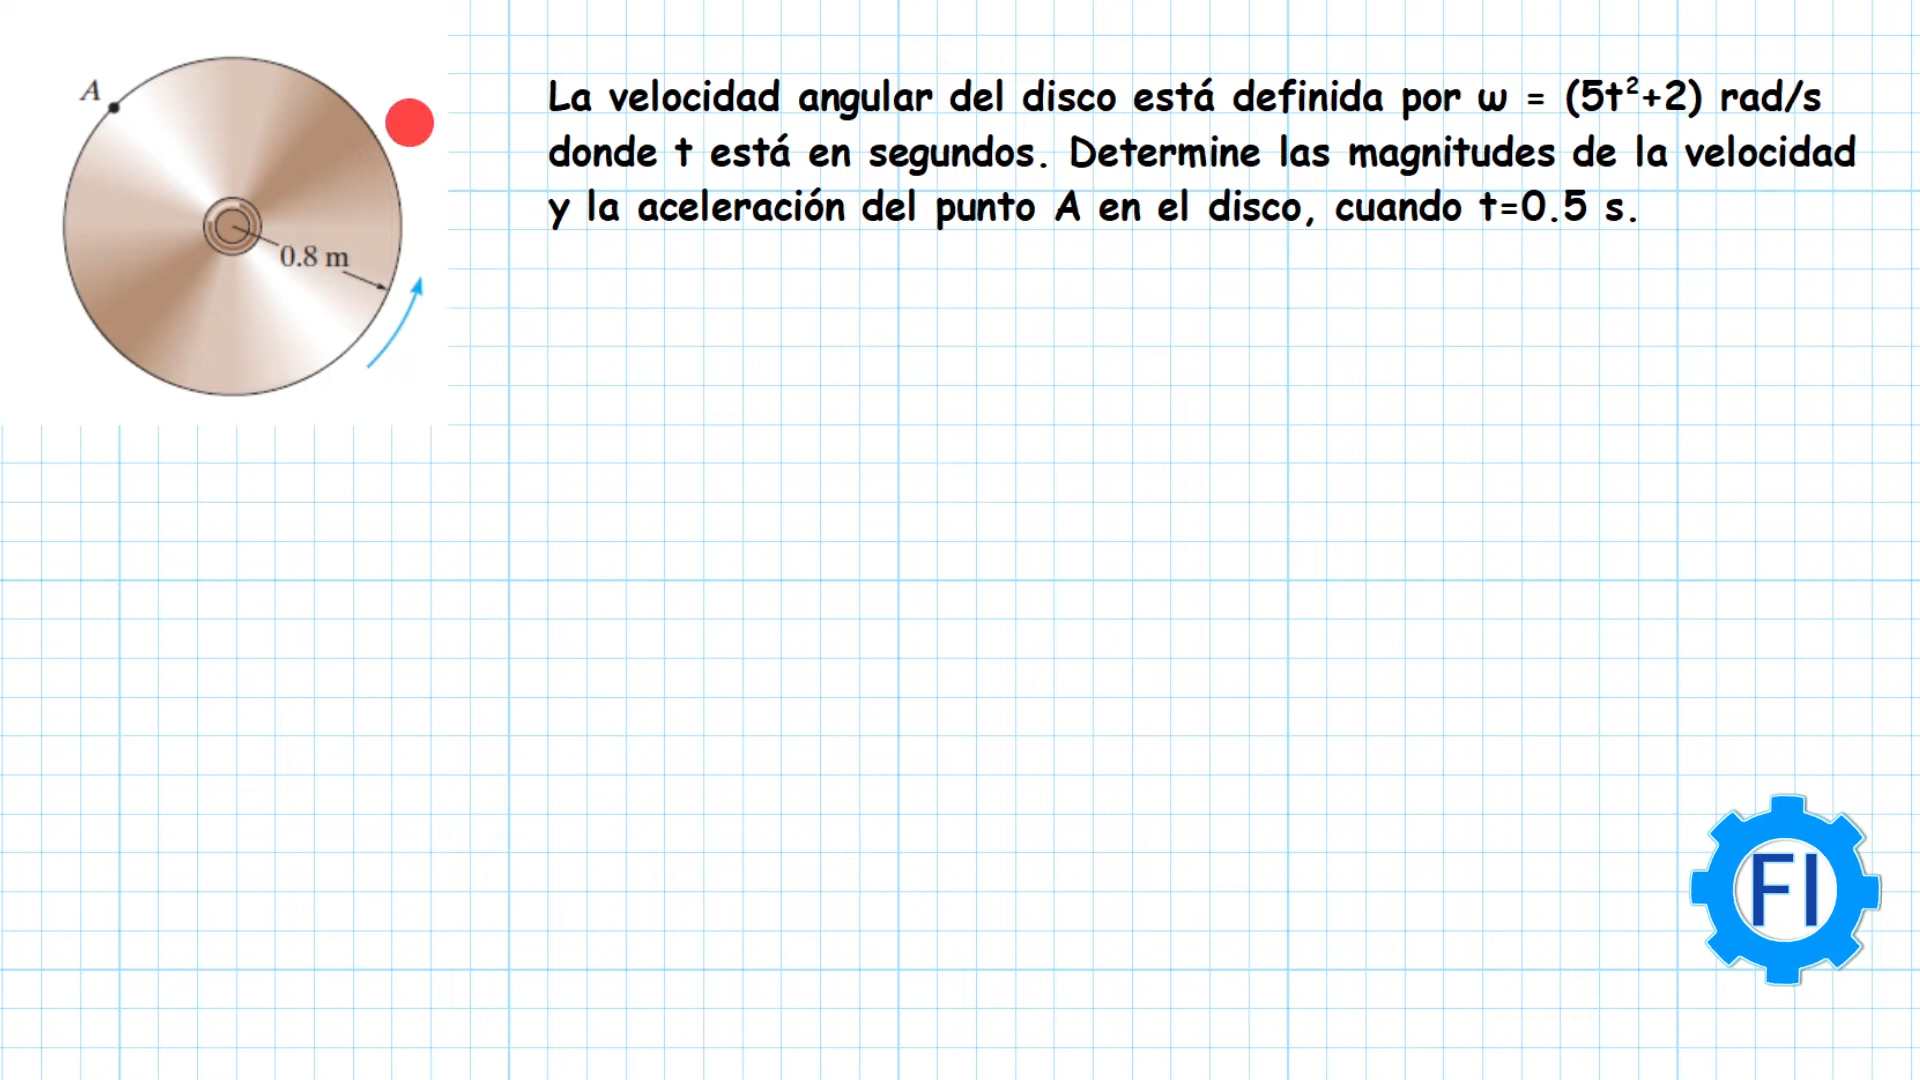 A
0.8 m
La velocidad angular del disco está definida por ω = (5t²+2) rad/s
donde t está en segundos. Determine las magnitudes de la velocidad
y la aceleración del punto A en el disco, cuando t=0.5 s.
FI